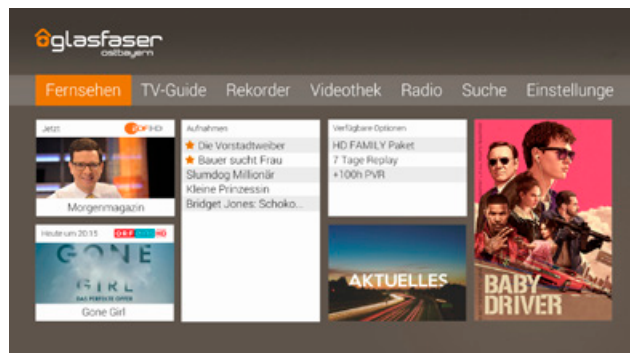 glasfaser
ostbayern
Fernsehen TV-Guide Rekorder Videothek Radio Suche Einstellunge
Jetzt ZDF HD
Morgenmagazin
Heute um 20:15 ORF HD
GONE
GIRL
DAS PERFEKTE OPFER
Gone Girl
Aufnahmen
Die Vorstadtweiber
Bauer sucht Frau
Slumdog Millionär
Kleine Prinzessin
Bridget Jones: Schoko...
Verfügbare Optionen
HD FAMILY Paket
7 Tage Replay
+100h PVR
AKTUELLES
BABY
DRIVER